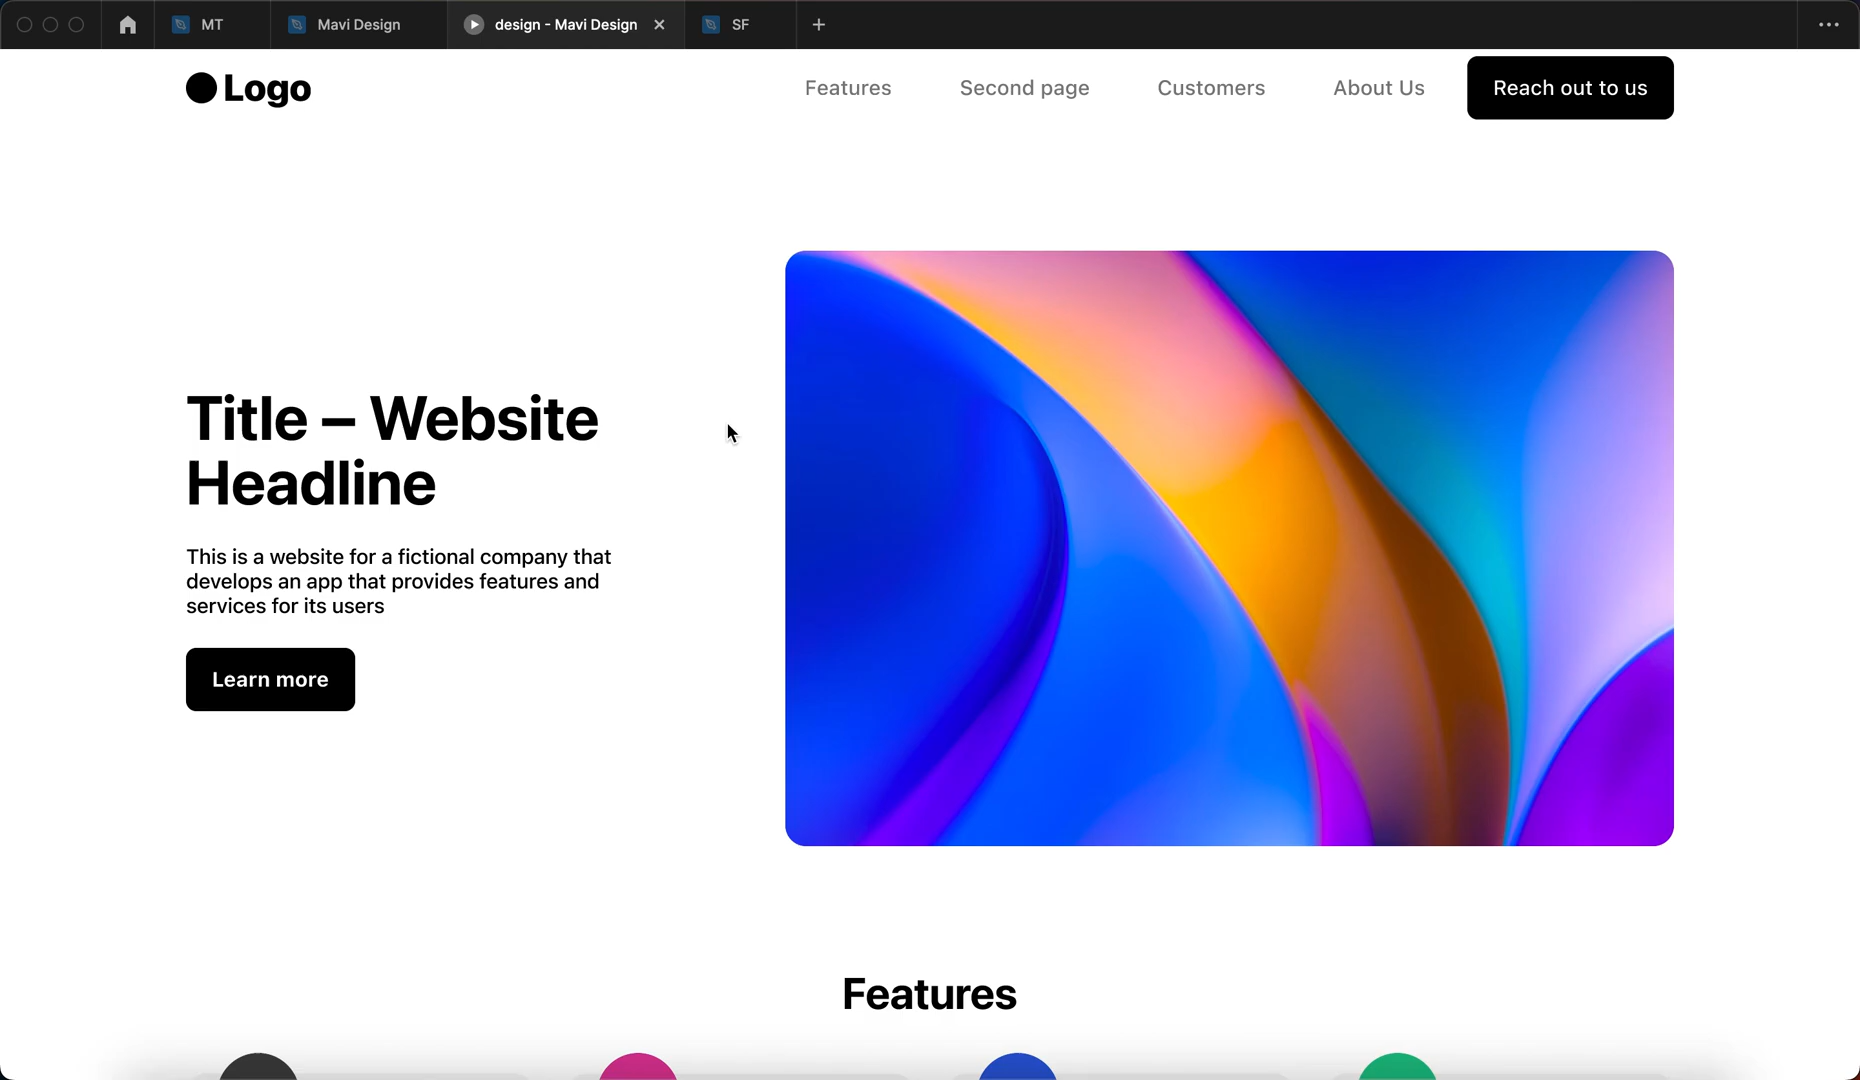 MT
Mavi Design
design - Mavi Design
SF
Logo
Features
Second page
Customers
About Us
Reach out to us
Title – Website
Headline
This is a website for a fictional company that
develops an app that provides features and
services for its users
Learn more
Features